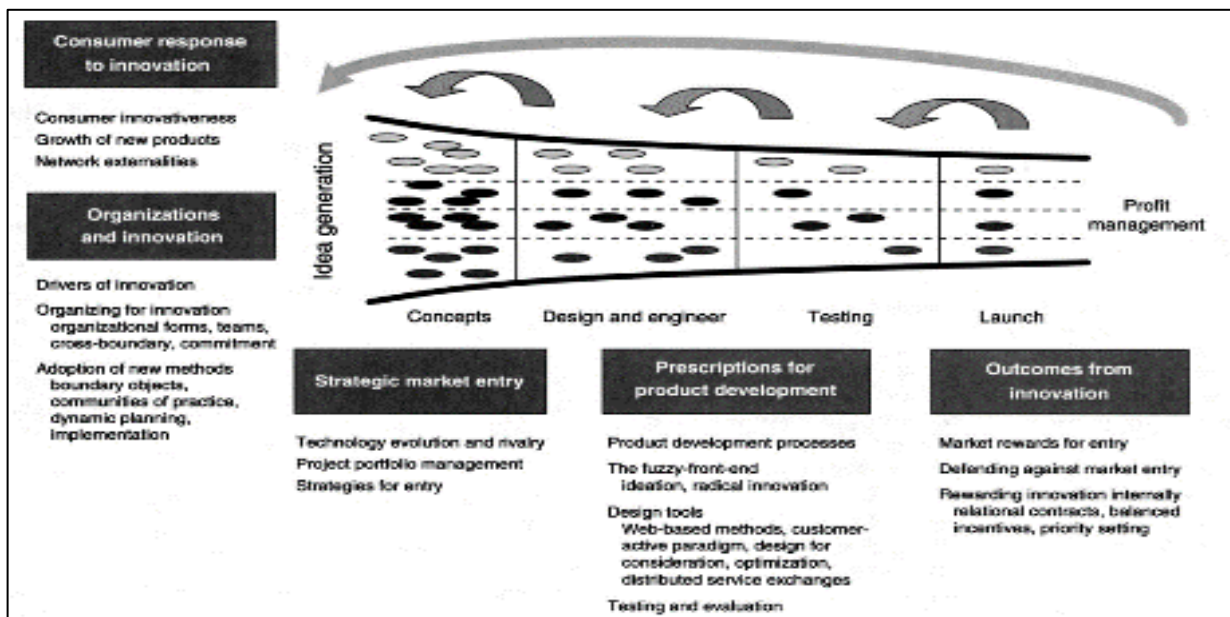 Consumer response
to innovation
Consumer innovativeness
Growth of new products
Network externalities
Organizations
and innovation
Drivers of innovation
Organizing for innovation
organizational forms, teams,
cross-boundary, commitment
Adoption of new methods
boundary objects,
communities of practice,
dynamic planning,
implementation
Idea generation
Profit
management
Concepts
Design and engineer
Testing
Launch
Strategic market entry
Technology evolution and rivalry
Project portfolio management
Strategies for entry
Prescriptions for
product development
Product development processes
The fuzzy-front-end
ideation, radical innovation
Design tools
Web-based methods, customer-
active paradigm, design for
consideration, optimization,
distributed service exchanges
Testing and evaluation
Outcomes from
innovation
Market rewards for entry
Defending against market entry
Rewarding innovation internally
relational contracts, balanced
incentives, priority setting